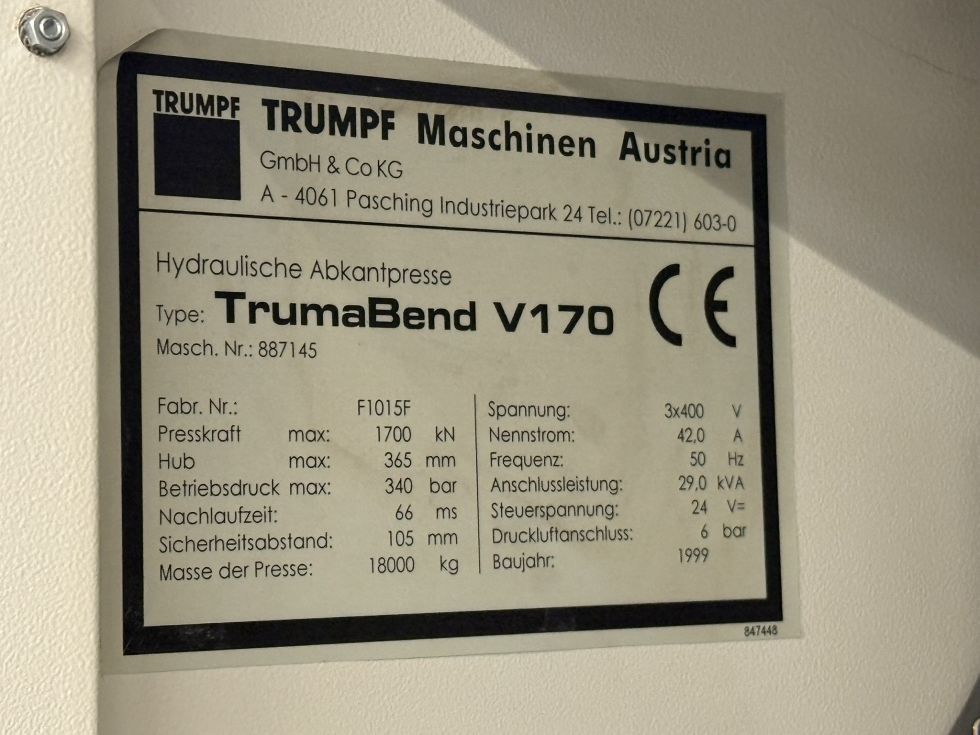 TRUMPF
TRUMPF Maschinen Austria
GmbH & Co KG
A - 4061 Pasching Industriepark 24 Tel.: (07221) 603-0
Hydraulische Abkantpresse
Type: TrumaBend V170
CE
Masch. Nr.: 887145
Fabr. Nr.: F1015F
Presskraft max: 1700 kN
Hub max: 365 mm
Betriebsdruck max: 340 bar
Nachlaufzeit: 66 ms
Sicherheitsabstand: 105 mm
Masse der Presse: 18000 kg
Spannung: 3x400 V
Nennstrom: 42,0 A
Frequenz: 50 Hz
Anschlussleistung: 29,0 kVA
Steuerspannung: 24 V=
Druckluftanschluss: 6 bar
Baujahr: 1999
847448